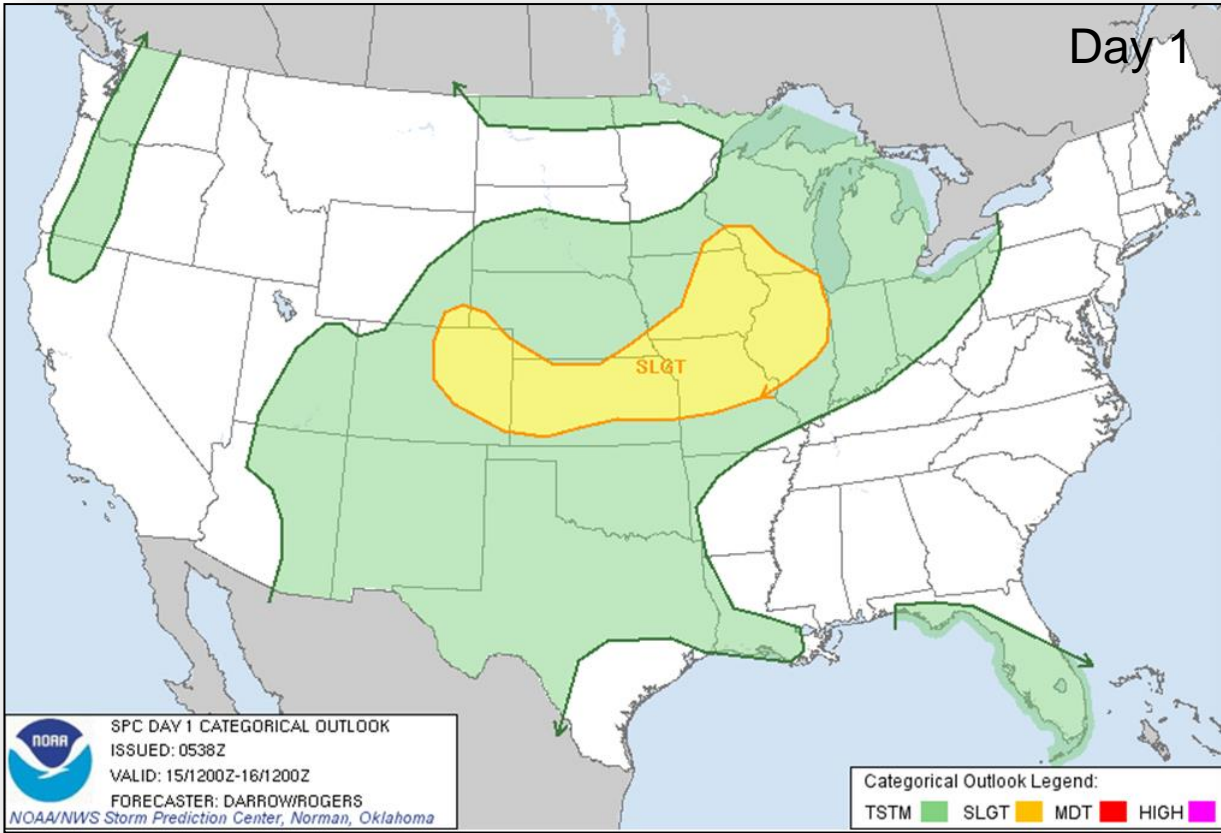 Day 1
SLGT
NOAA
SPC DAY 1 CATEGORICAL OUTLOOK
ISSUED: 0538Z
VALID: 15/1200Z-16/1200Z
FORECASTER: DARROW/ROGERS
NOAA/NWS Storm Prediction Center, Norman, Oklahoma
Categorical Outlook Legend:
TSTM SLGT MDT HIGH